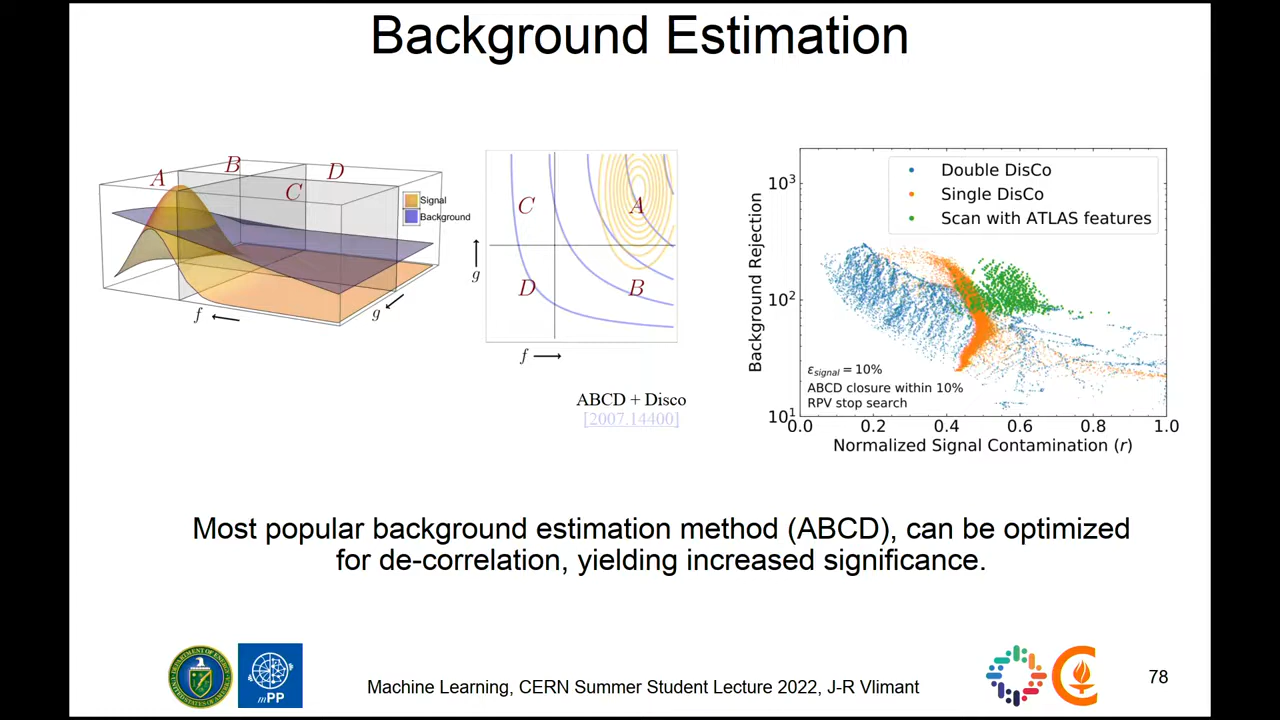 Background Estimation
A
B
C
D
Signal
Background
f
g
g
C
A
D
B
f
ABCD + Disco
[2007.14400]
Double DisCo
Single DisCo
Scan with ATLAS features
Background Rejection
10³
10²
10¹
εsignal = 10%
ABCD closure within 10%
RPV stop search
0.0 0.2 0.4 0.6 0.8 1.0
Normalized Signal Contamination (r)
Most popular background estimation method (ABCD), can be optimized
for de-correlation, yielding increased significance.
mPP
Machine Learning, CERN Summer Student Lecture 2022, J-R Vlimant
78